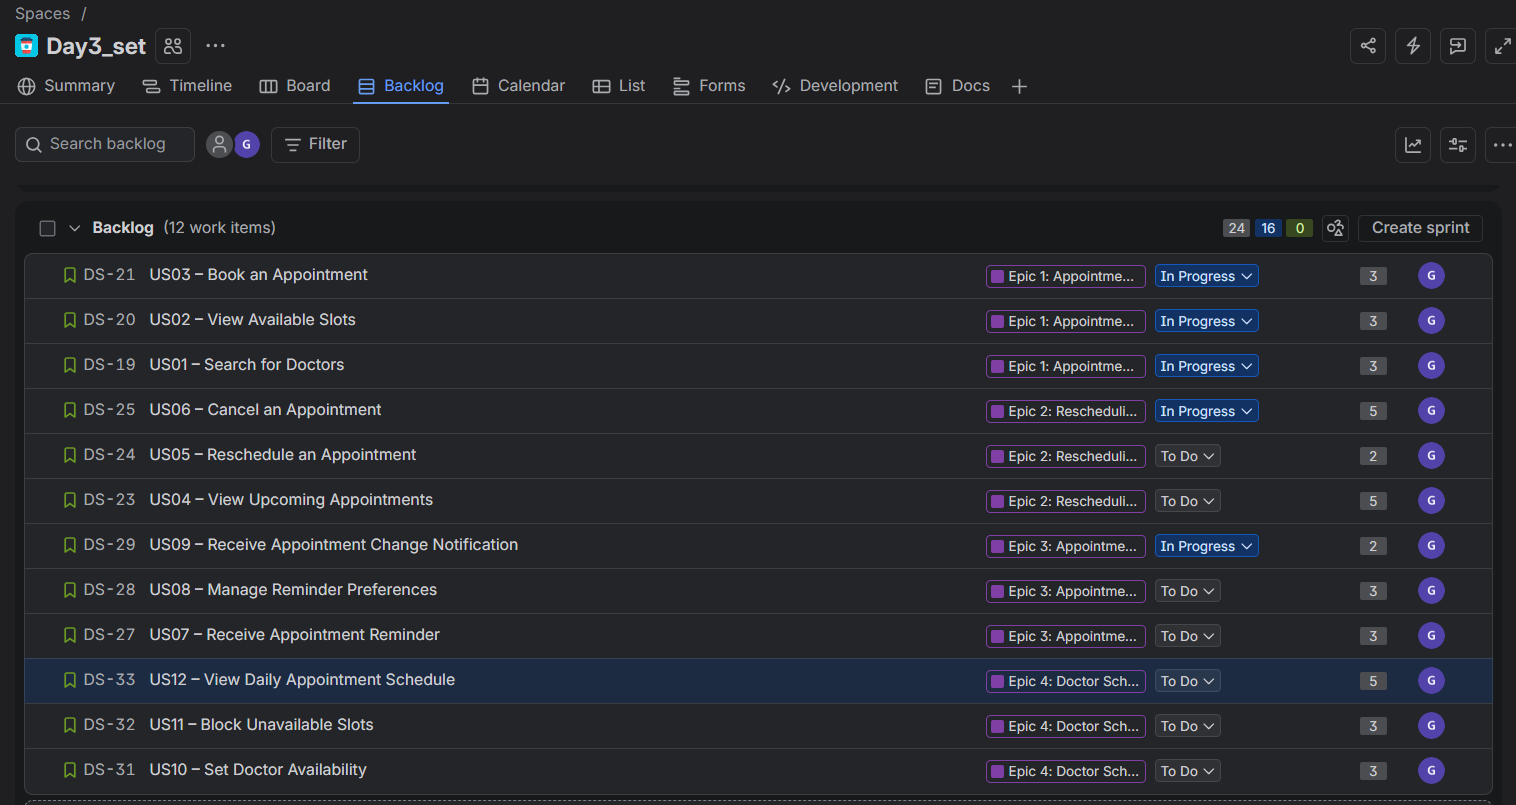 Spaces /
Day3_set
Summary Timeline Board Backlog Calendar List Forms Development Docs
Search backlog G Filter
Backlog (12 work items) 24 16 0 Create sprint
DS-21 US03 – Book an Appointment Epic 1: Appointme... In Progress 3 G
DS-20 US02 – View Available Slots Epic 1: Appointme... In Progress 3 G
DS-19 US01 – Search for Doctors Epic 1: Appointme... In Progress 3 G
DS-25 US06 – Cancel an Appointment Epic 2: Rescheduli... In Progress 5 G
DS-24 US05 – Reschedule an Appointment Epic 2: Rescheduli... To Do 2 G
DS-23 US04 – View Upcoming Appointments Epic 2: Rescheduli... To Do 5 G
DS-29 US09 – Receive Appointment Change Notification Epic 3: Appointme... In Progress 2 G
DS-28 US08 – Manage Reminder Preferences Epic 3: Appointme... To Do 3 G
DS-27 US07 – Receive Appointment Reminder Epic 3: Appointme... To Do 3 G
DS-33 US12 – View Daily Appointment Schedule Epic 4: Doctor Sch... To Do 5 G
DS-32 US11 – Block Unavailable Slots Epic 4: Doctor Sch... To Do 3 G
DS-31 US10 – Set Doctor Availability Epic 4: Doctor Sch... To Do 3 G